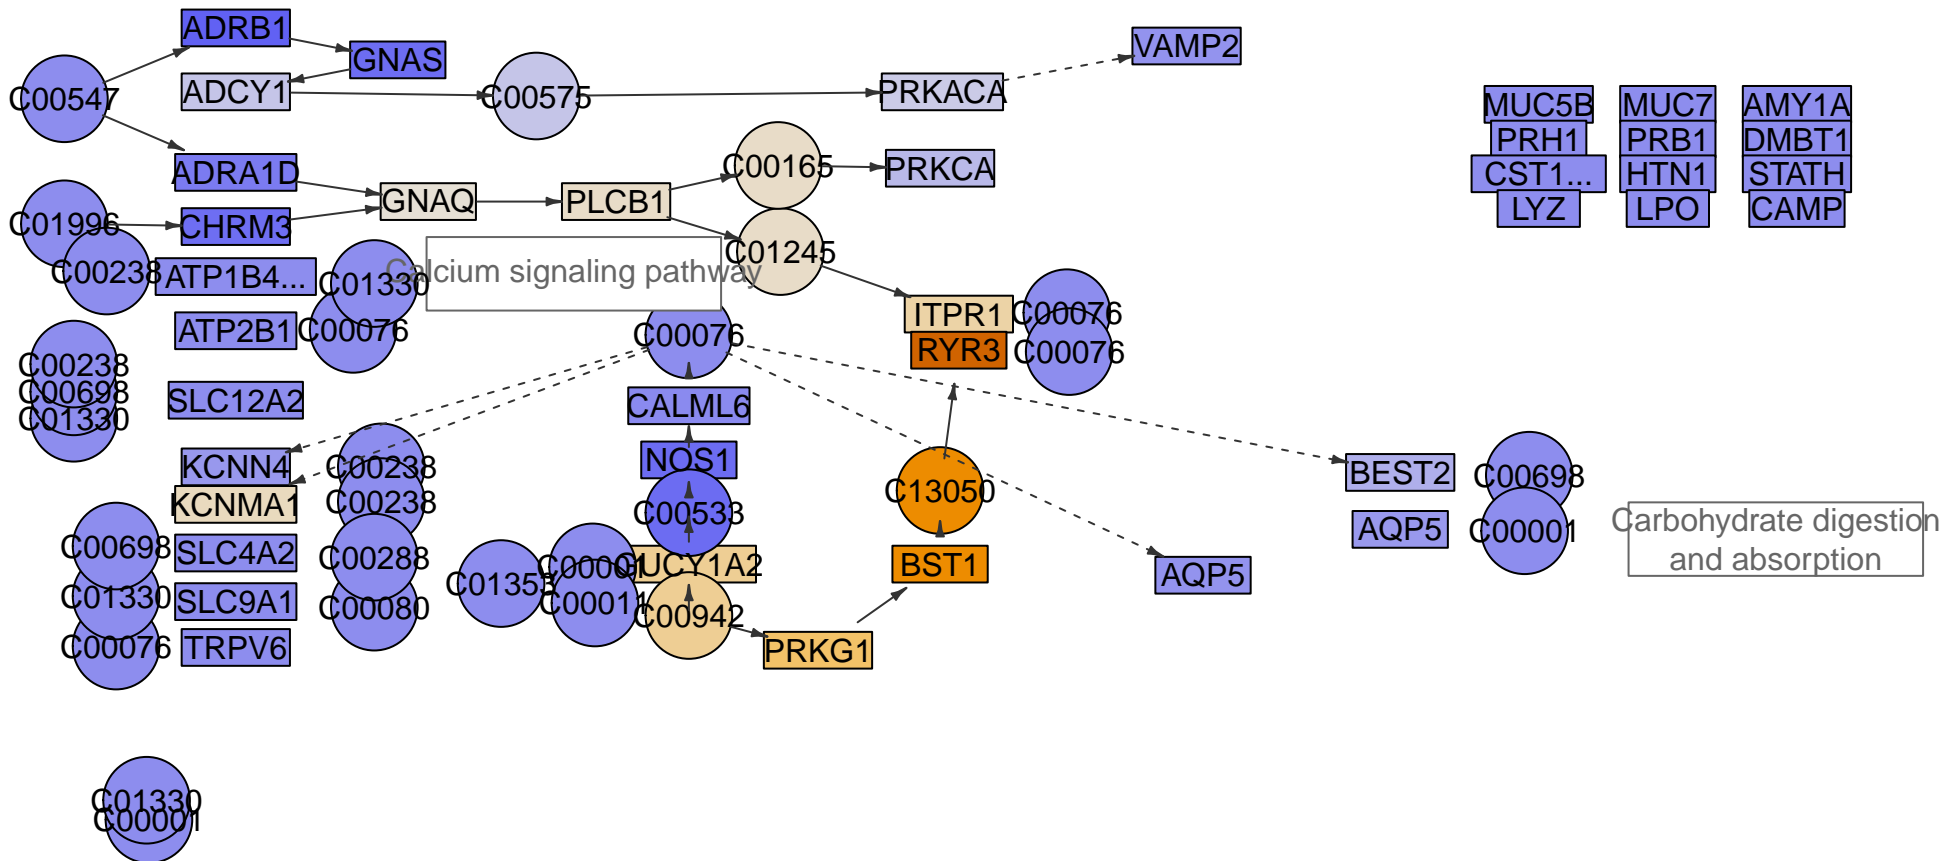 ADRB1
GNAS
VAMP2
C00547
ADCY1
C00575
PRKACA
MUC5B
MUC7
AMY1A
PRH1
PRB1
DMBT1
ADRA1D
C00165
PRKCA
CST1...
HTN1
STATH
GNAQ
PLCB1
LYZ
LPO
CAMP
C01996
CHRM3
C01245
C00238
ATP1B4...
C01330
Calcium signaling pathway
ATP2B1
C00076
C00076
ITPR1
C00076
RYR3
C00076
C00238
C00698
C01330
SLC12A2
CALML6
KCNN4
C00238
NOS1
BEST2
C00698
KCNMA1
C00238
C00533
C13050
AQP5
C00001
Carbohydrate digestion
and absorption
C00698
SLC4A2
C00288
C00001
GUCY1A2
BST1
AQP5
C01330
SLC9A1
C00080
C01353
C00011
C00942
C00076
TRPV6
PRKG1
C01330
C00001